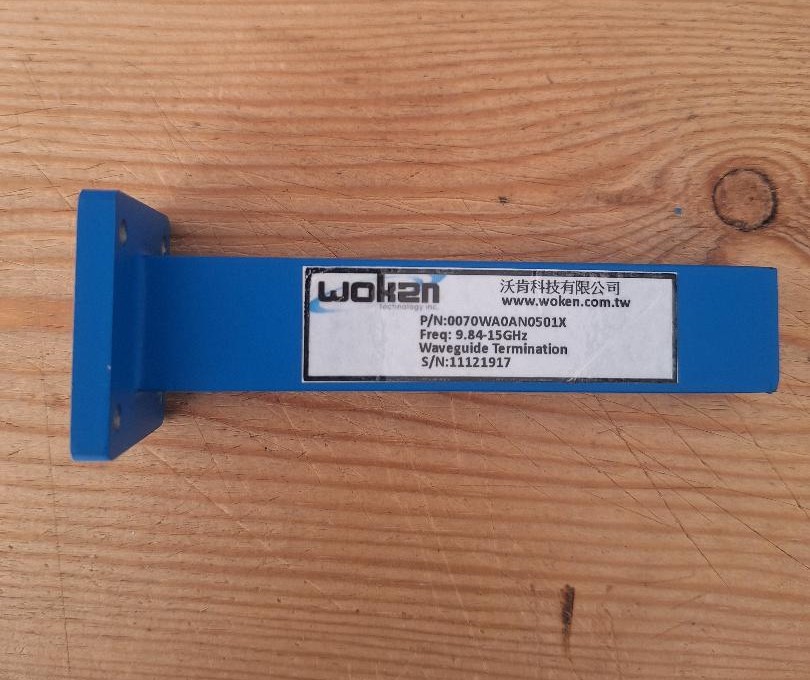 woken
technology inc.
沃肯科技有限公司
www.woken.com.tw
P/N:0070WA0AN0501X
Freq: 9.84-15GHz
Waveguide Termination
S/N:11121917